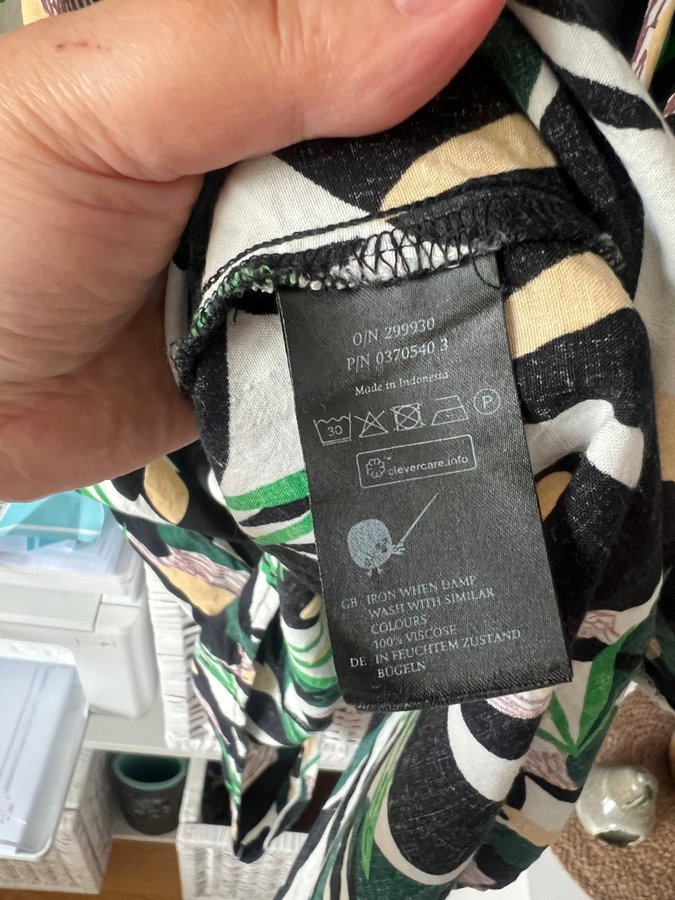 O/N 299930
P/N 0370540 3
Made in Indonesia
30 P
clevercare.info
GB : IRON WHEN DAMP
WASH WITH SIMILAR
COLOURS
100% VISCOSE
DE : IN FEUCHTEM ZUSTAND
BÜGELN